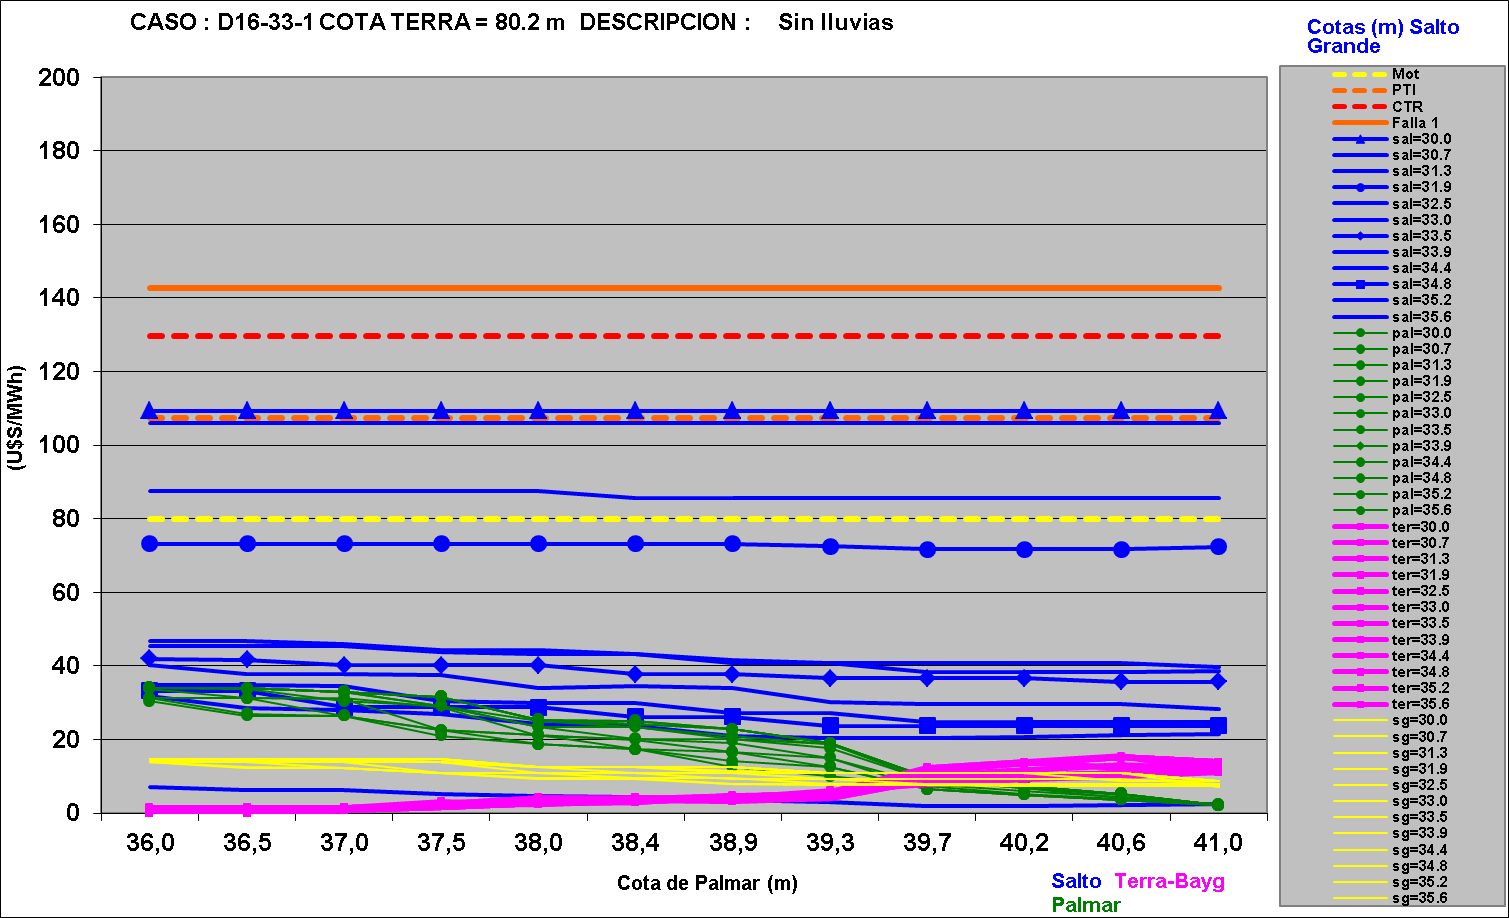 CASO : D16-33-1 COTA TERRA = 80.2 m DESCRIPCION : Sin lluvias
Cotas (m) Salto
Grande
Mot
PTI
CTR
Falla 1
sal=30.0
sal=30.7
sal=31.3
sal=31.9
sal=32.5
sal=33.0
sal=33.5
sal=33.9
sal=34.4
sal=34.8
sal=35.2
sal=35.6
pal=30.0
pal=30.7
pal=31.3
pal=31.9
pal=32.5
pal=33.0
pal=33.5
pal=33.9
pal=34.4
pal=34.8
pal=35.2
pal=35.6
ter=30.0
ter=30.7
ter=31.3
ter=31.9
ter=32.5
ter=33.0
ter=33.5
ter=33.9
ter=34.4
ter=34.8
ter=35.2
ter=35.6
sg=30.0
sg=30.7
sg=31.3
sg=31.9
sg=32.5
sg=33.0
sg=33.5
sg=33.9
sg=34.4
sg=34.8
sg=35.2
sg=35.6
200
180
160
140
120
100
80
60
40
20
0
(U$s/MWh)
36,0 36,5 37,0 37,5 38,0 38,4 38,9 39,3 39,7 40,2 40,6 41,0
Cota de Palmar (m)
Salto Terra-Bayg
Palmar